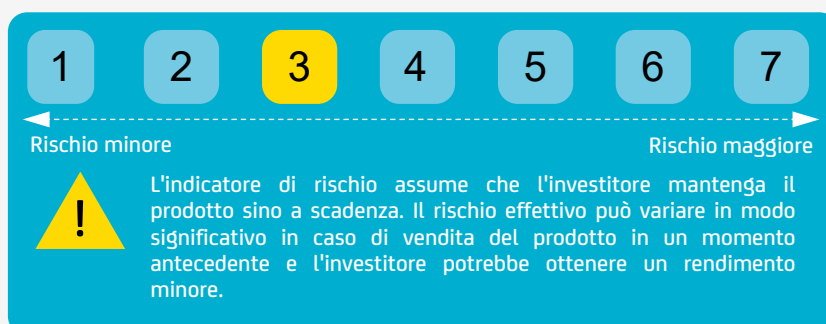 1 2 3 4 5 6 7
Rischio minore Rischio maggiore
! L'indicatore di rischio assume che l'investitore mantenga il
prodotto sino a scadenza. Il rischio effettivo può variare in modo
significativo in caso di vendita del prodotto in un momento
antecedente e l'investitore potrebbe ottenere un rendimento
minore.